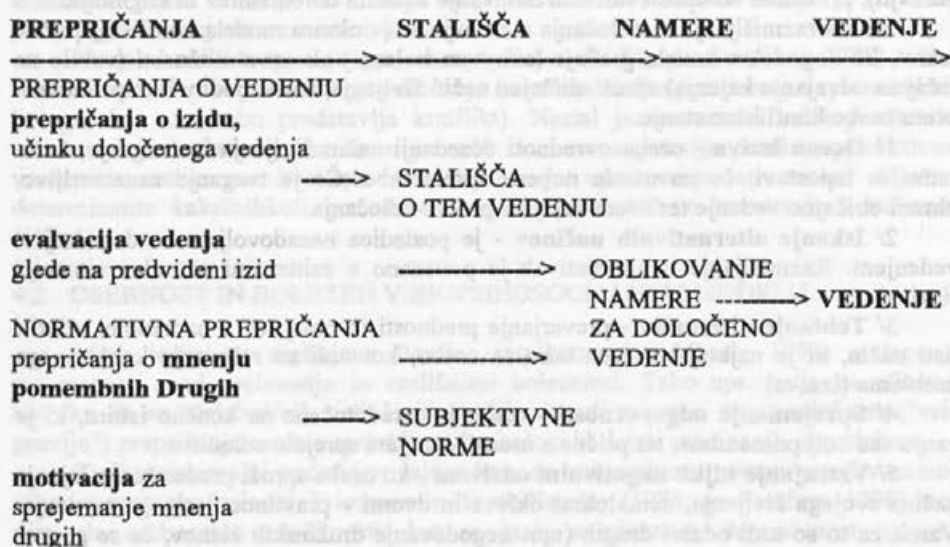 PREPRIČANJA STALIŠČA NAMERE VEDENJE
PREPRIČANJA O VEDENJU
prepričanja o izidu,
učinku določenega vedenja
STALIŠČA
O TEM VEDENJU
evalvacija vedenja
glede na predvideni izid OBLIKOVANJE
NAMERE VEDENJE
NORMATIVNA PREPRIČANJA ZA DOLOČENO
prepričanja o mnenju VEDENJE
pomembnih Drugih
SUBJEKTIVNE
NORME
motivacija za
sprejemanje mnenja
drugih